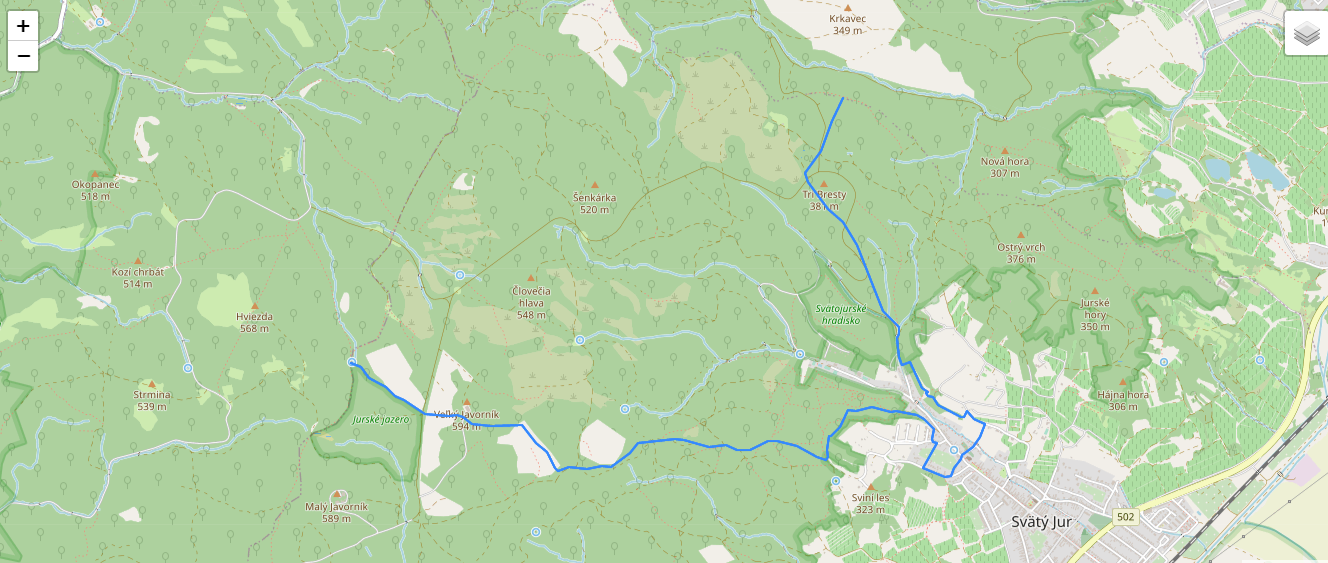 +
−
Krkavec
349 m
Okopanec
518 m
Šenkárka
520 m
Nová hora
307 m
Tri Bresty
381 m
Ostrý vrch
376 m
Kozí chrbát
514 m
Človečia
hlava
548 m
Hviezda
568 m
Svätojurské
hradisko
Jurské
hory
350 m
Strmina
539 m
Hájna hora
306 m
Veľký Javorník
594 m
Jurské jazero
Malý Javorník
589 m
Svini les
323 m
Svätý Jur
502